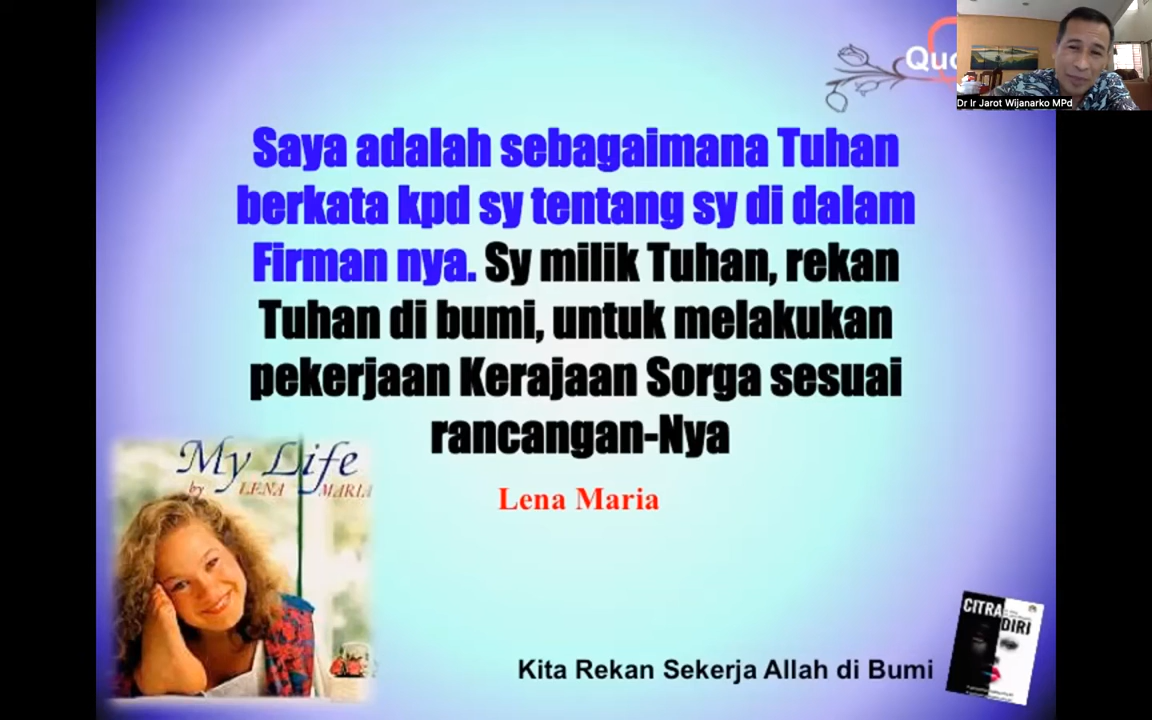 Dr Ir Jarot Wijanarko MPd
Saya adalah sebagaimana Tuhan
berkata kpd sy tentang sy di dalam
Firman nya. Sy milik Tuhan, rekan
Tuhan di bumi, untuk melakukan
pekerjaan Kerajaan Sorga sesuai
rancangan-Nya
Lena Maria
My Life
by LENA MARIA
Kita Rekan Sekerja Allah di Bumi
CITRA
DIRI